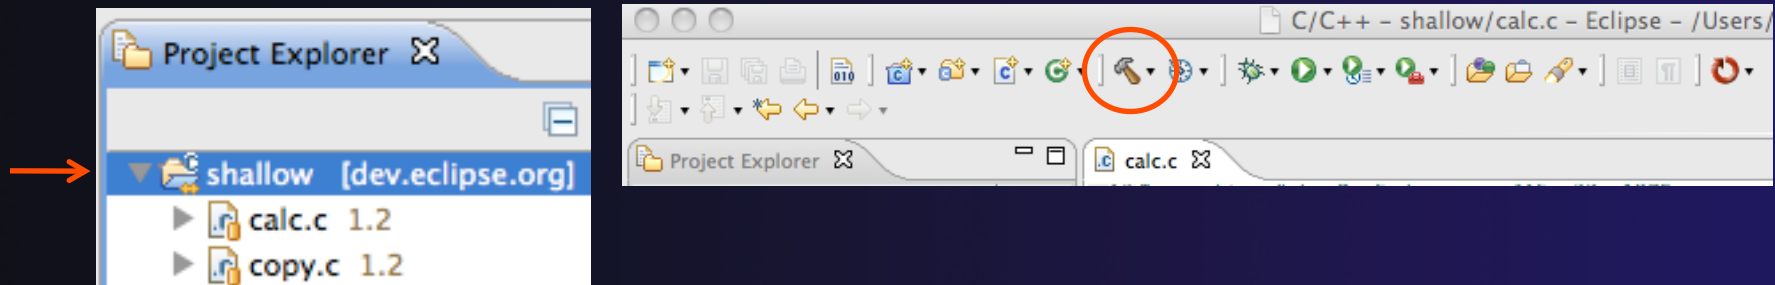 Project Explorer
shallow [dev.eclipse.org]
calc.c 1.2
copy.c 1.2
C/C++ – shallow/calc.c – Eclipse – /Users/
010
Project Explorer
calc.c